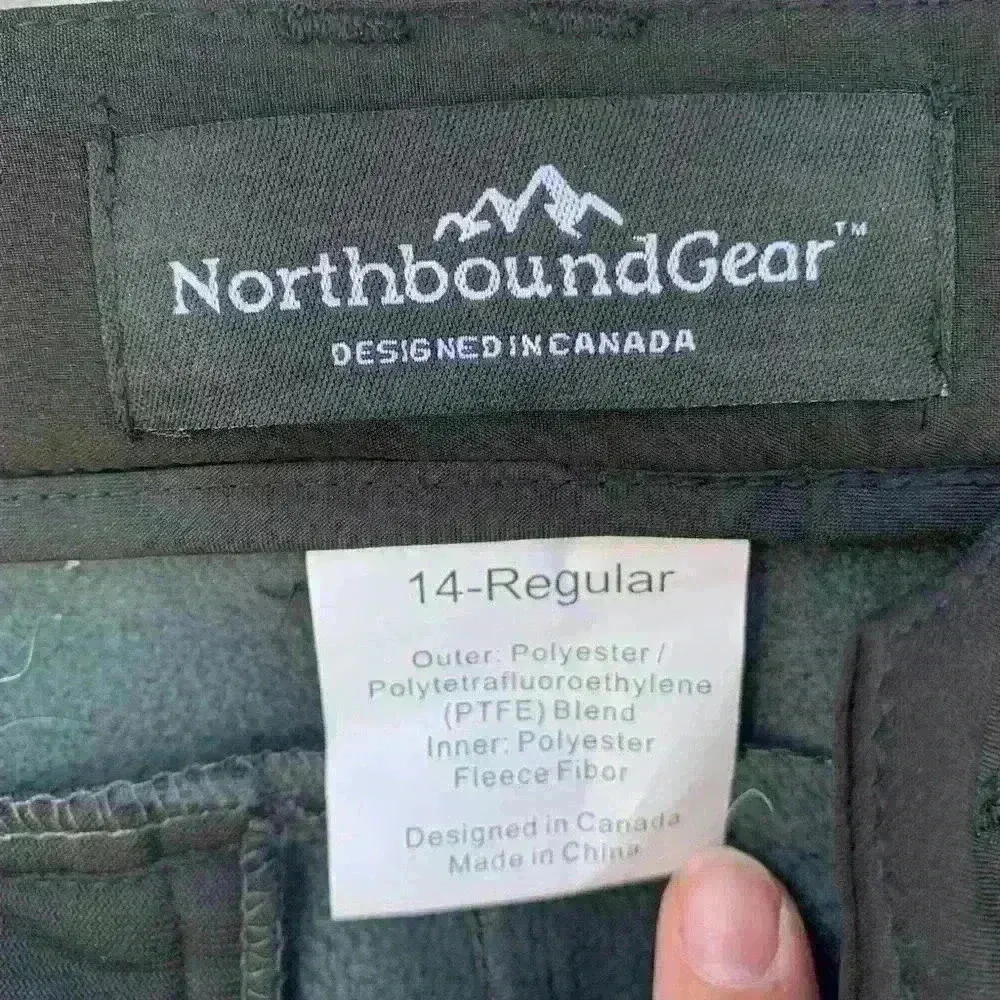 NorthboundGear™
DESIGNED IN CANADA
14-Regular
Outer: Polyester /
Polytetrafluoroethylene
(PTFE) Blend
Inner: Polyester
Fleece Fibor
Designed in Canada
Made in China